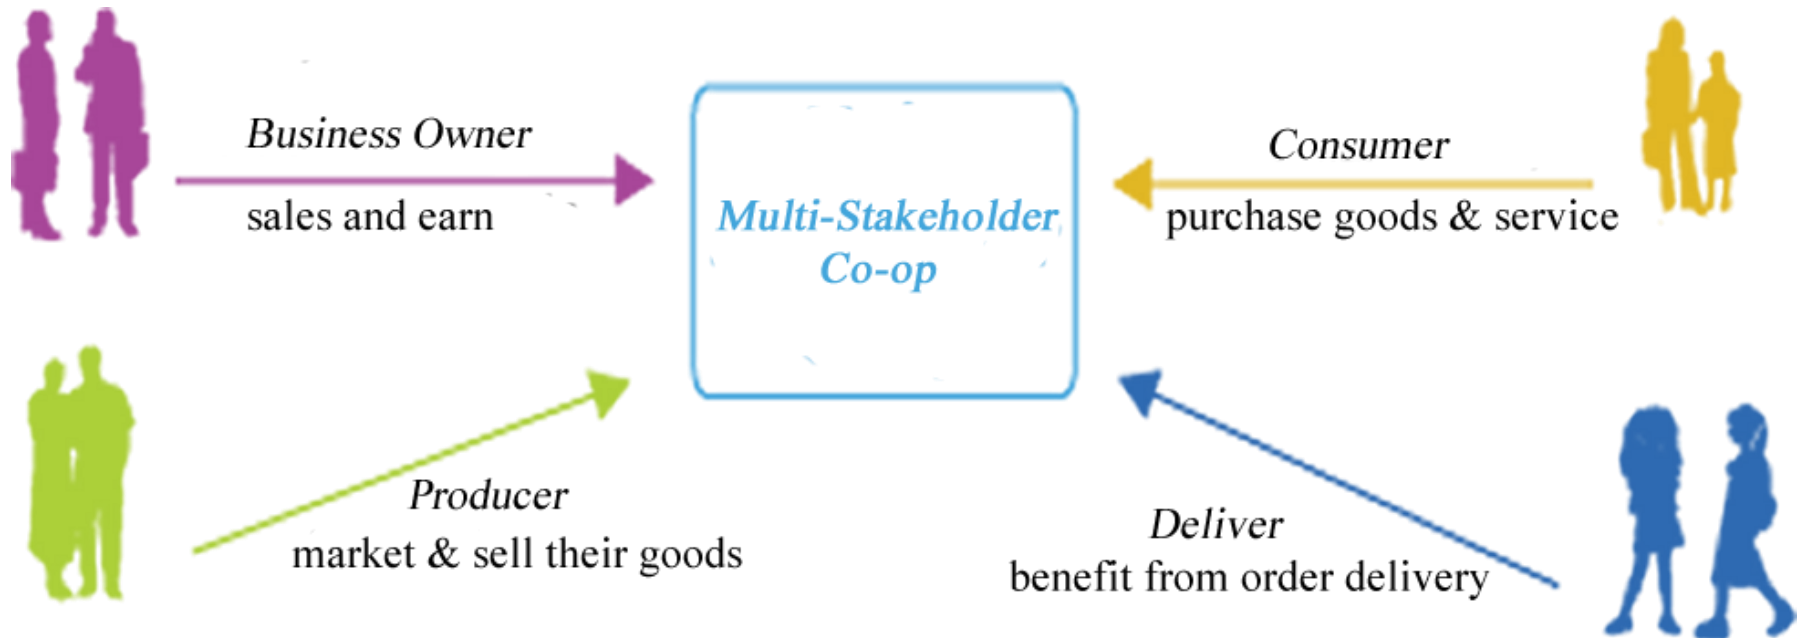 Business Owner
sales and earn
Multi-Stakeholder
Co-op
Consumer
purchase goods & service
Producer
market & sell their goods
Deliver
benefit from order delivery